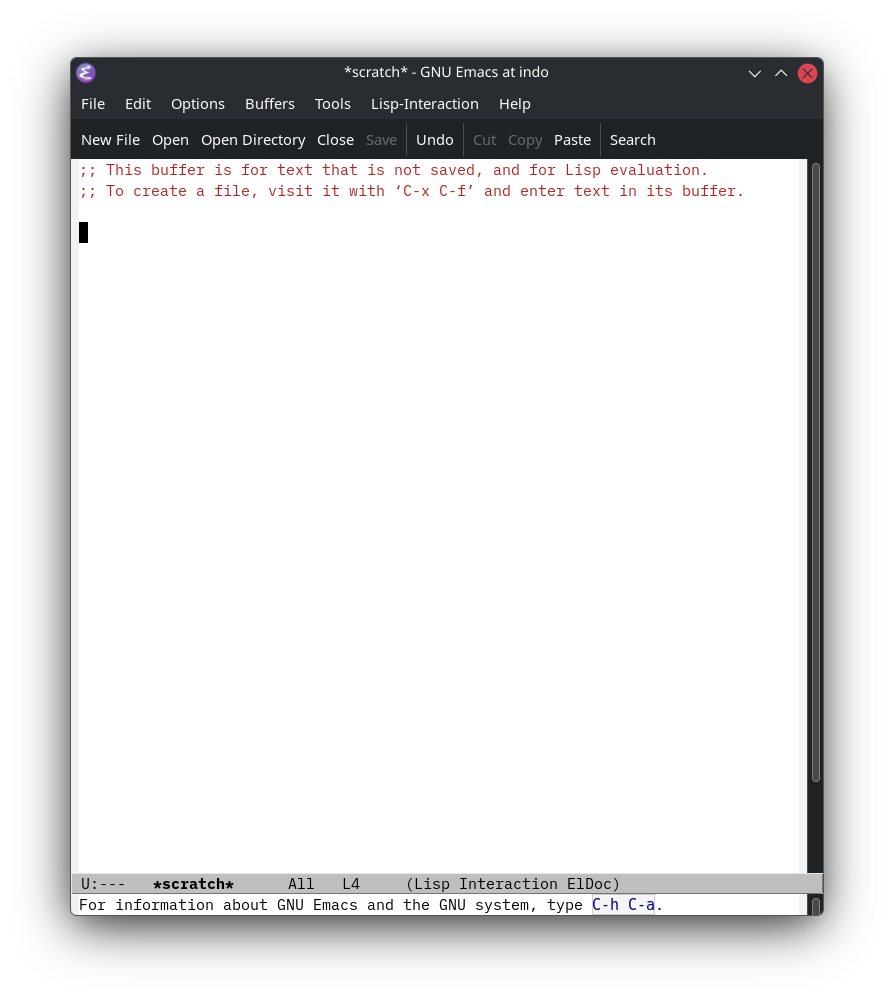 *scratch* - GNU Emacs at indo
File Edit Options Buffers Tools Lisp-Interaction Help
New File Open Open Directory Close Save Undo Cut Copy Paste Search
;; This buffer is for text that is not saved, and for Lisp evaluation.
;; To create a file, visit it with ‘C-x C-f’ and enter text in its buffer.
U:--- *scratch* All L4 (Lisp Interaction ElDoc)
For information about GNU Emacs and the GNU system, type C-h C-a.